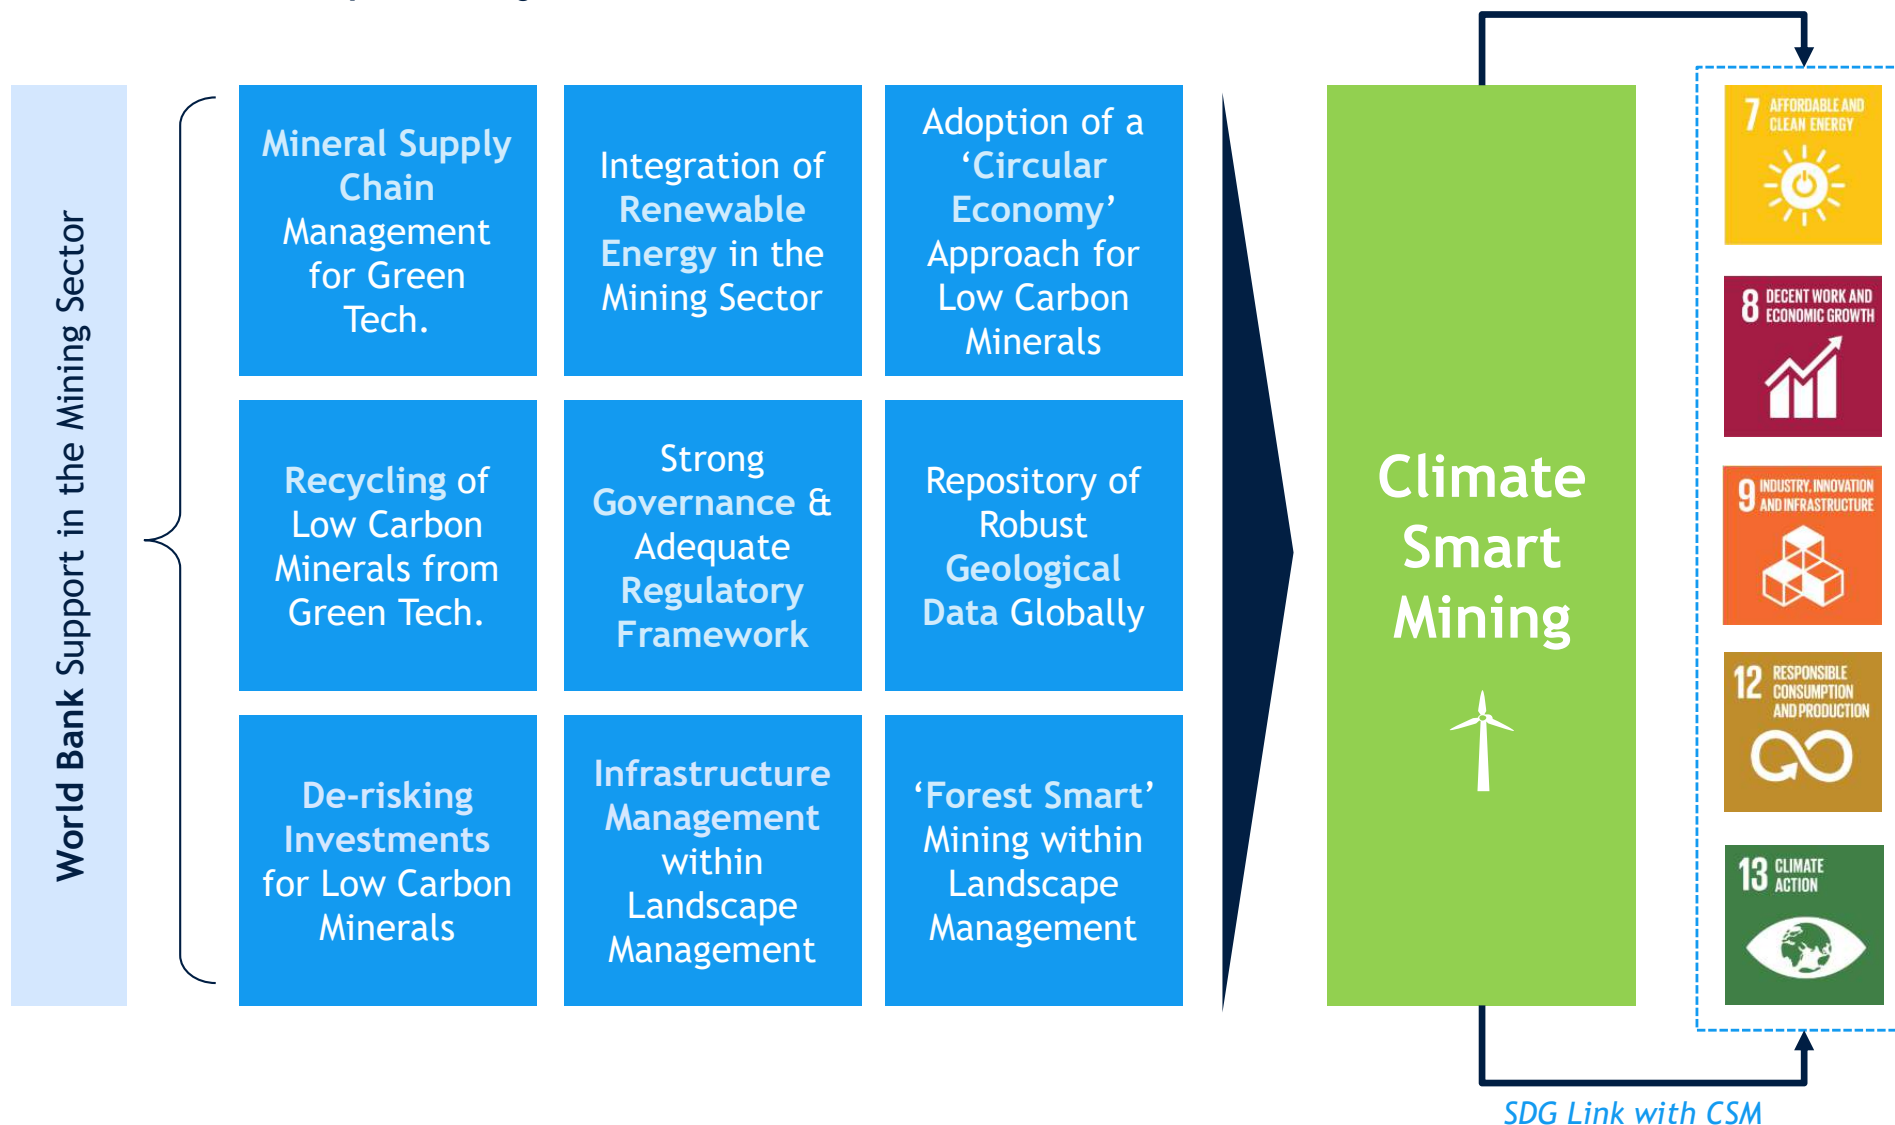 World Bank Support in the Mining Sector
Mineral Supply
Chain
Management
for Green
Tech.
Integration of
Renewable
Energy in the
Mining Sector
Adoption of a
‘Circular
Economy’
Approach for
Low Carbon
Minerals
Recycling of
Low Carbon
Minerals from
Green Tech.
Strong
Governance &
Adequate
Regulatory
Framework
Repository of
Robust
Geological
Data Globally
De-risking
Investments
for Low Carbon
Minerals
Infrastructure
Management
within
Landscape
Management
‘Forest Smart’
Mining within
Landscape
Management
Climate
Smart
Mining
7 AFFORDABLE AND
CLEAN ENERGY
8 DECENT WORK AND
ECONOMIC GROWTH
9 INDUSTRY, INNOVATION
AND INFRASTRUCTURE
12 RESPONSIBLE
CONSUMPTION
AND PRODUCTION
13 CLIMATE
ACTION
SDG Link with CSM